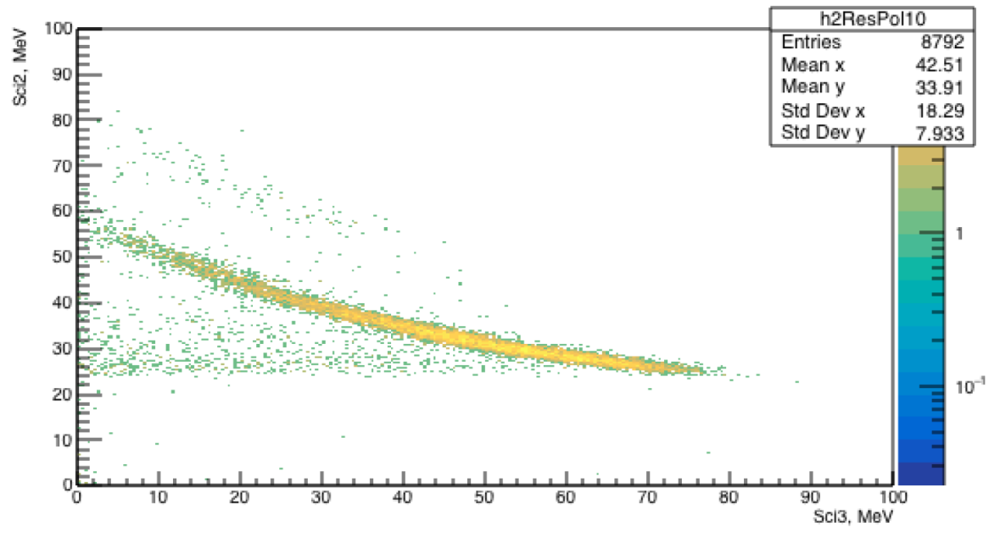 h2ResPol10
Entries 8792
Mean x 42.51
Mean y 33.91
Std Dev x 18.29
Std Dev y 7.933
Sci2, MeV
100
90
80
70
60
50
40
30
20
10
0
0 10 20 30 40 50 60 70 80 90 100
Sci3, MeV
1
10⁻¹